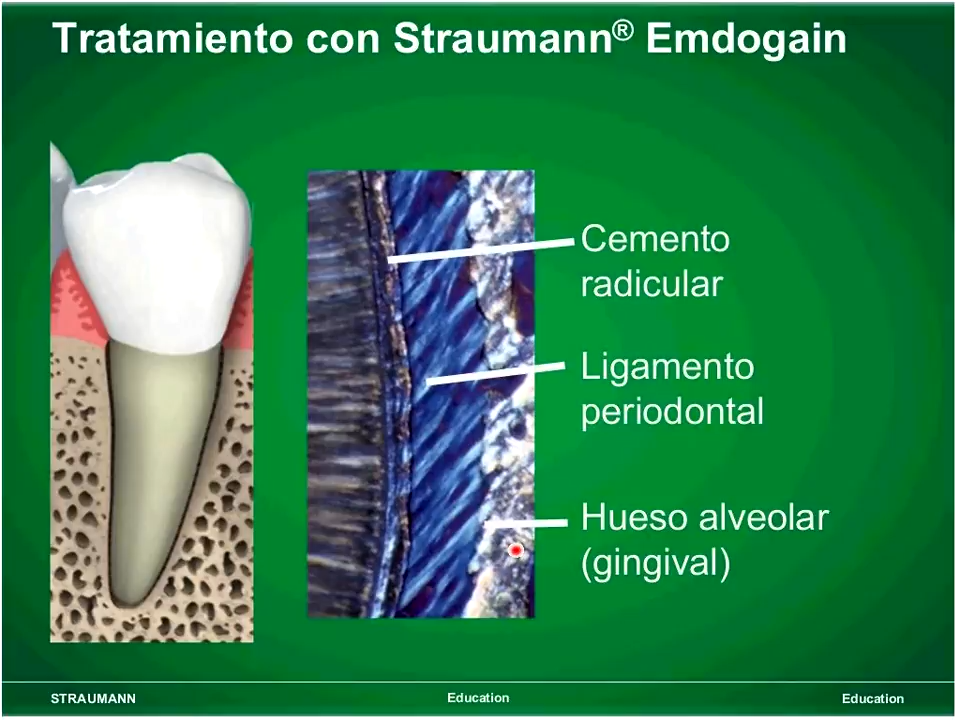 Tratamiento con Straumann® Emdogain
Cemento
radicular
Ligamento
periodontal
Hueso alveolar
(gingival)
STRAUMANN
Education
Education